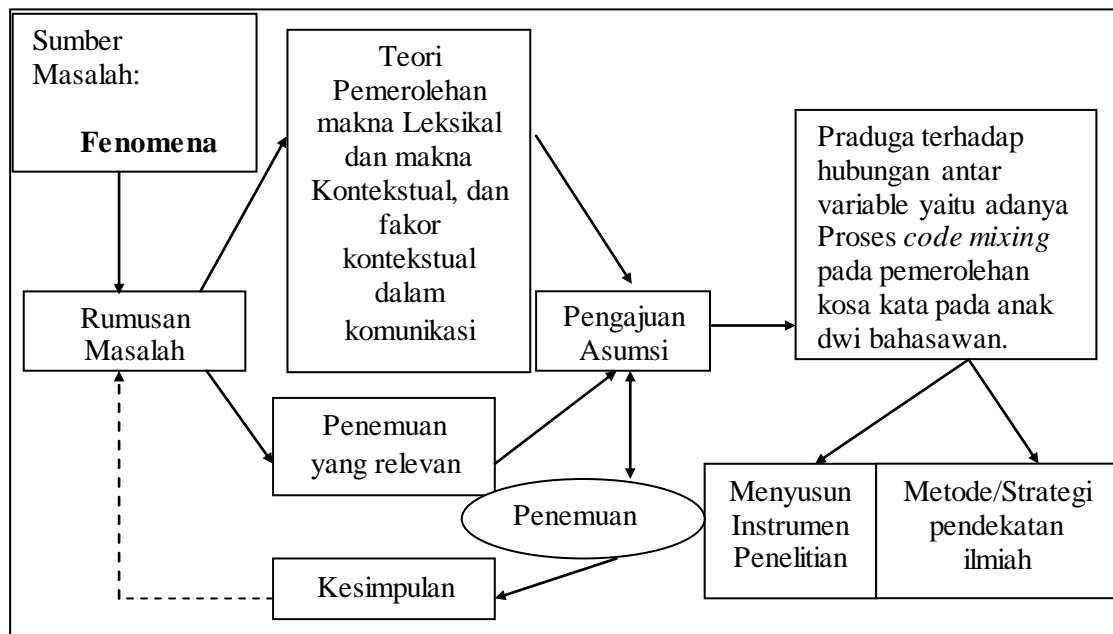 Sumber
Masalah:
Fenomena
Teori
Pemerolehan
makna Leksikal
dan makna
Kontekstual, dan
fakor
kontekstual
dalam
komunikasi
Praduga terhadap
hubungan antar
variable yaitu adanya
Proses code mixing
pada pemerolehan
kosa kata pada anak
dwi bahasawan.
Rumusan
Masalah
Pengajuan
Asumsi
Penemuan
yang relevan
Penemuan
Menyusun
Instrumen
Penelitian
Metode/Strategi
pendekatan
ilmiah
Kesimpulan